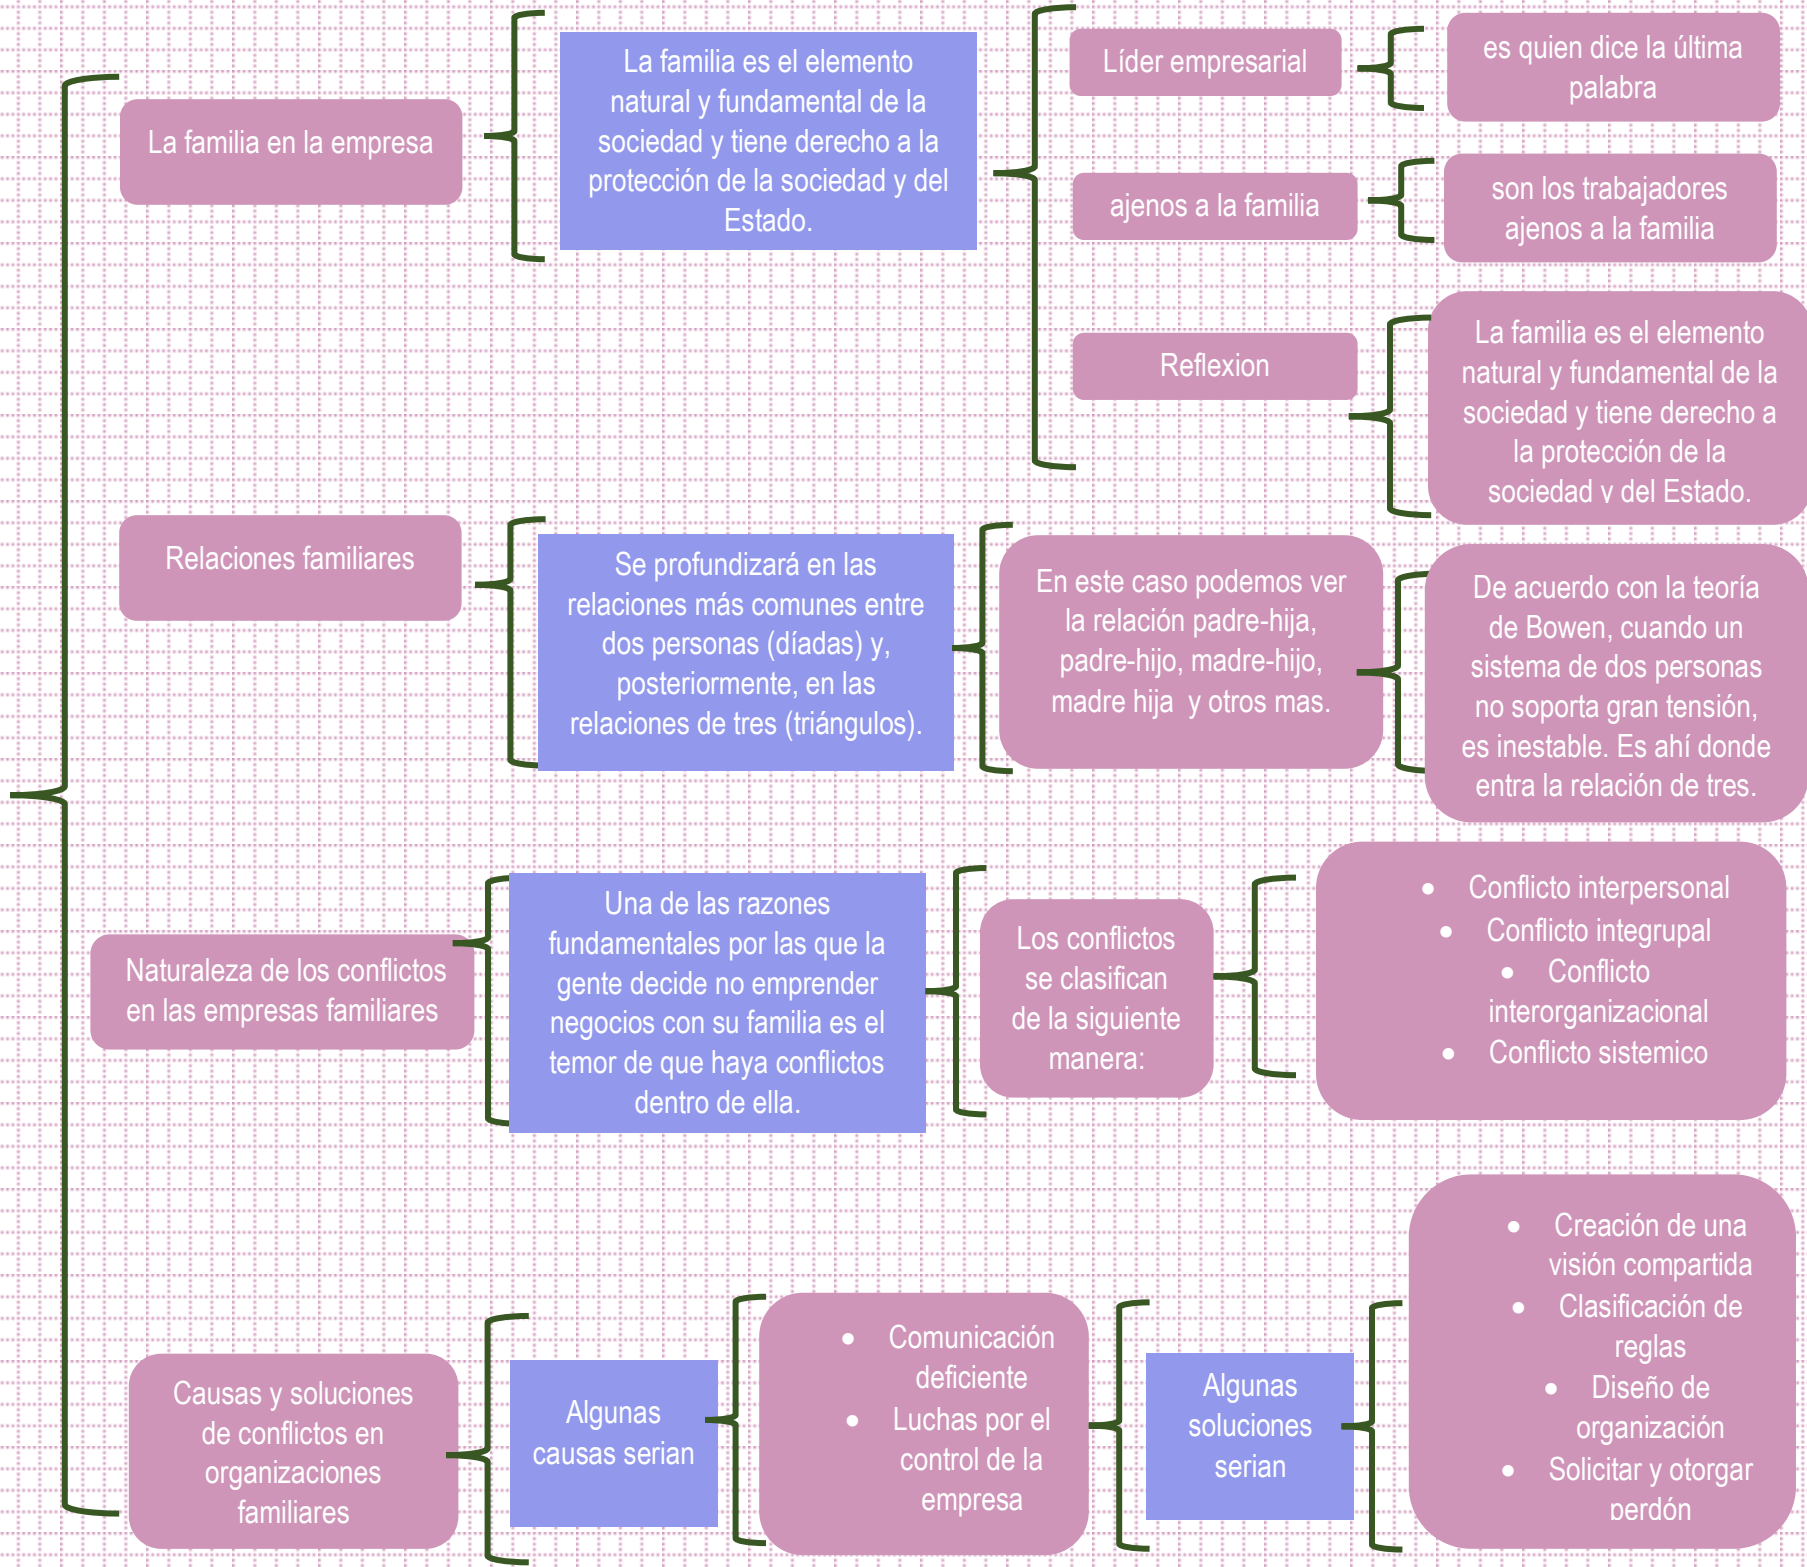 La familia en la empresa
La familia es el elemento
natural y fundamental de la
sociedad y tiene derecho a la
protección de la sociedad y del
Estado.
Líder empresarial
es quien dice la última
palabra
ajenos a la familia
son los trabajadores
ajenos a la familia
Reflexion
La familia es el elemento
natural y fundamental de la
sociedad y tiene derecho a
la protección de la
sociedad y del Estado.
Relaciones familiares
Se profundizará en las
relaciones más comunes entre
dos personas (díadas) y,
posteriormente, en las
relaciones de tres (triángulos).
En este caso podemos ver
la relación padre-hija,
padre-hijo, madre-hijo,
madre hija  y otros mas.
De acuerdo con la teoría
de Bowen, cuando un
sistema de dos personas
no soporta gran tensión,
es inestable. Es ahí donde
entra la relación de tres.
Naturaleza de los conflictos
en las empresas familiares
Una de las razones
fundamentales por las que la
gente decide no emprender
negocios con su familia es el
temor de que haya conflictos
dentro de ella.
Los conflictos
se clasifican
de la siguiente
manera:
● Conflicto interpersonal
● Conflicto integrupal
● Conflicto
interorganizacional
● Conflicto sistemico
Causas y soluciones
de conflictos en
organizaciones
familiares
Algunas
causas serian
● Comunicación
deficiente
● Luchas por el
control de la
empresa
Algunas
soluciones
serian
● Creación de una
visión compartida
● Clasificación de
reglas
● Diseño de
organización
● Solicitar y otorgar
perdón